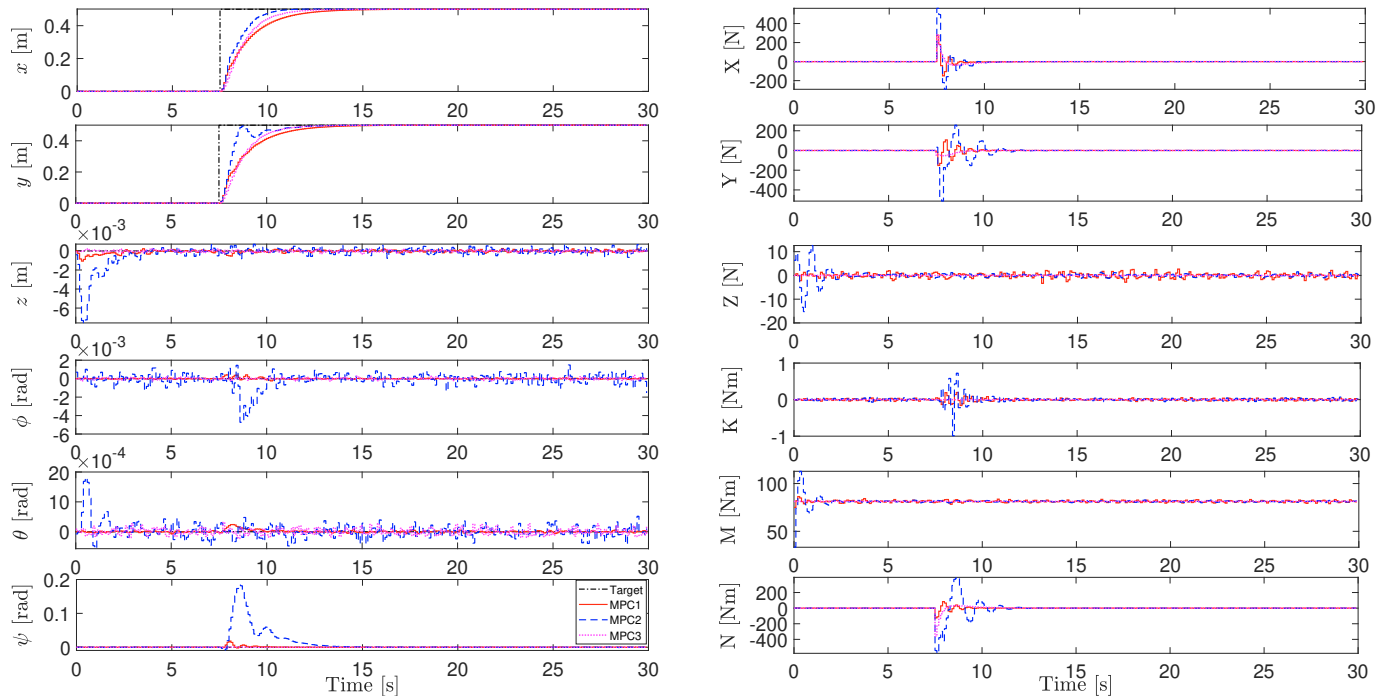 x [m]
0.4
0.2
0
0 5 10 15 20 25 30
y [m]
0.4
0.2
0
0 5 10 15 20 25 30
×10^-3
z [m]
0
-2
-4
-6
0 5 10 15 20 25 30
×10^-3
ϕ [rad]
2
0
-2
-4
-6
0 5 10 15 20 25 30
×10^-4
θ [rad]
20
10
0
0 5 10 15 20 25 30
ψ [rad]
0.2
0.1
0
0 5 10 15 20 25 30
Time [s]
Target
MPC1
MPC2
MPC3
X [N]
400
200
0
-200
0 5 10 15 20 25 30
Y [N]
200
0
-200
-400
0 5 10 15 20 25 30
Z [N]
10
0
-10
-20
0 5 10 15 20 25 30
K [Nm]
1
0
-1
0 5 10 15 20 25 30
M [Nm]
100
50
0 5 10 15 20 25 30
N [Nm]
200
0
-200
-400
0 5 10 15 20 25 30
Time [s]